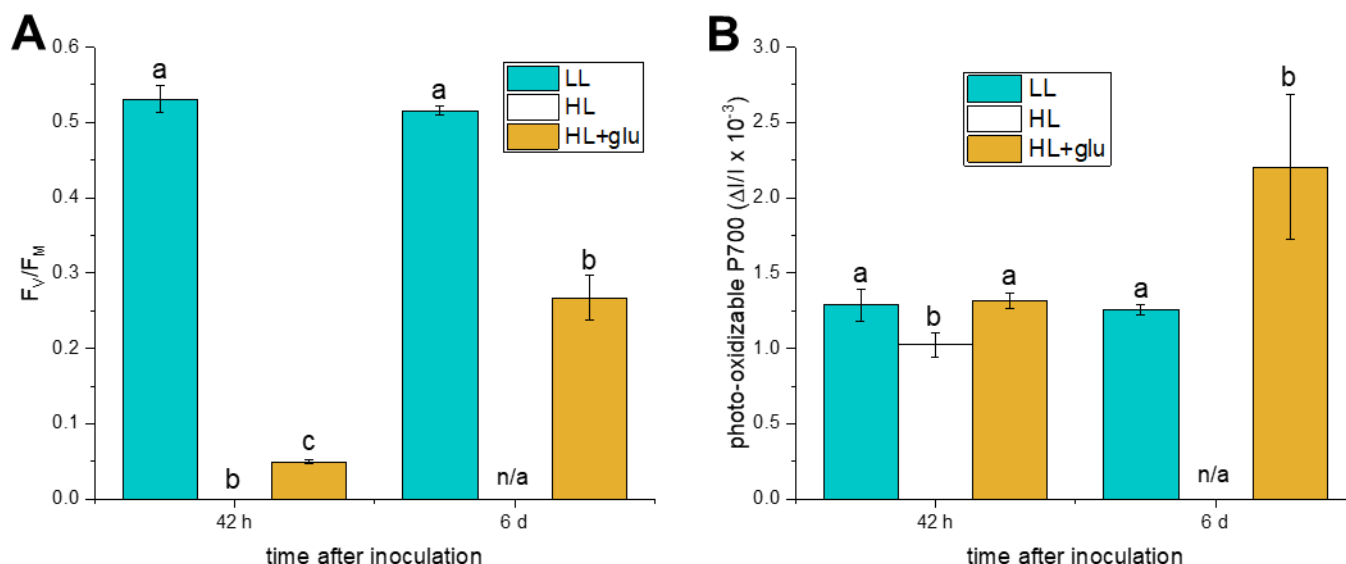 A
0.6
0.5
0.4
0.3
0.2
0.1
0.0
F_V/F_M
a
b
c
a
n/a
b
LL
HL
HL+glu
42 h
6 d
time after inoculation
B
3.0
2.5
2.0
1.5
1.0
0.5
0.0
photo-oxidizable P700 (ΔI/I x 10⁻³)
a
b
a
a
n/a
b
LL
HL
HL+glu
42 h
6 d
time after inoculation